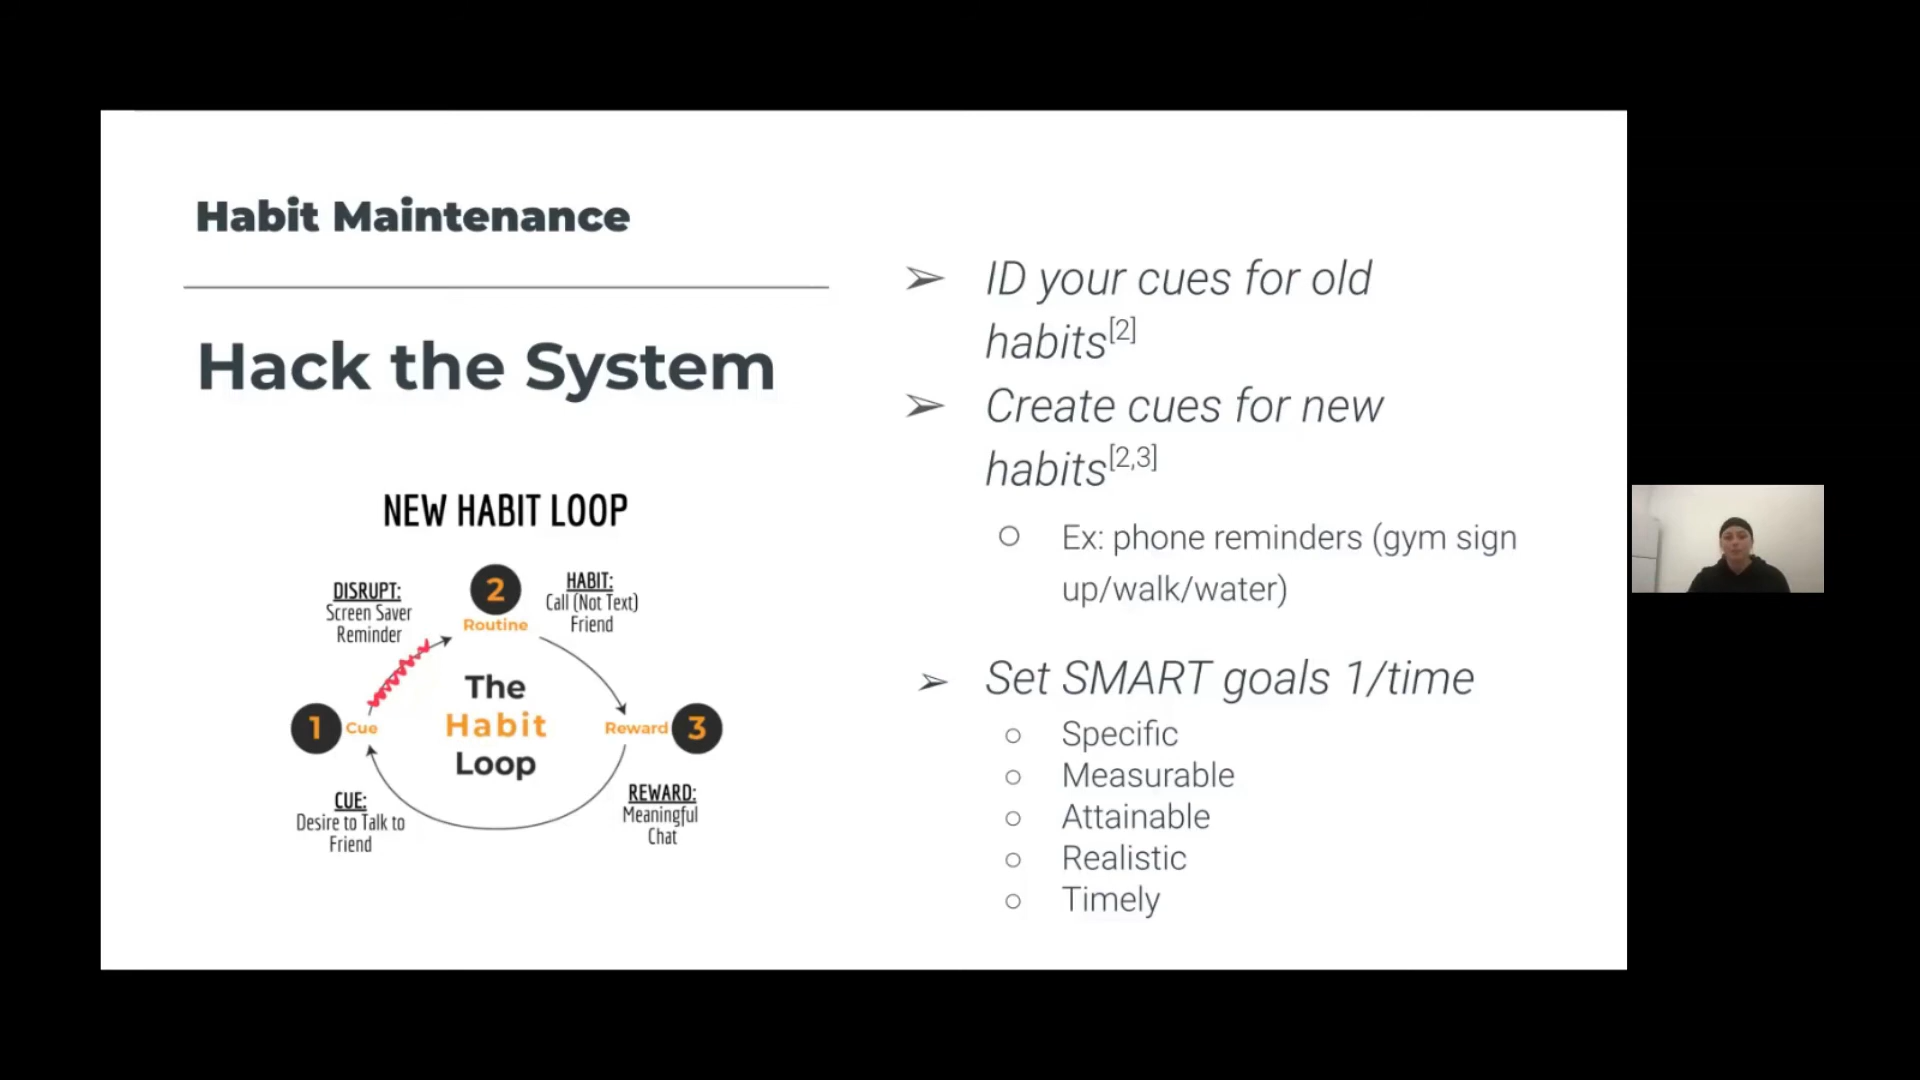 Habit Maintenance
Hack the System
NEW HABIT LOOP
DISRUPT:
Screen Saver
Reminder
2
Routine
HABIT:
Call (Not Text)
Friend
The
Habit
Loop
1
Cue
Reward
3
CUE:
Desire to Talk to
Friend
REWARD:
Meaningful
Chat
➢ ID your cues for old
habits[2]
➢ Create cues for new
habits[2,3]
○ Ex: phone reminders (gym sign
up/walk/water)
➢ Set SMART goals 1/time
○ Specific
○ Measurable
○ Attainable
○ Realistic
○ Timely